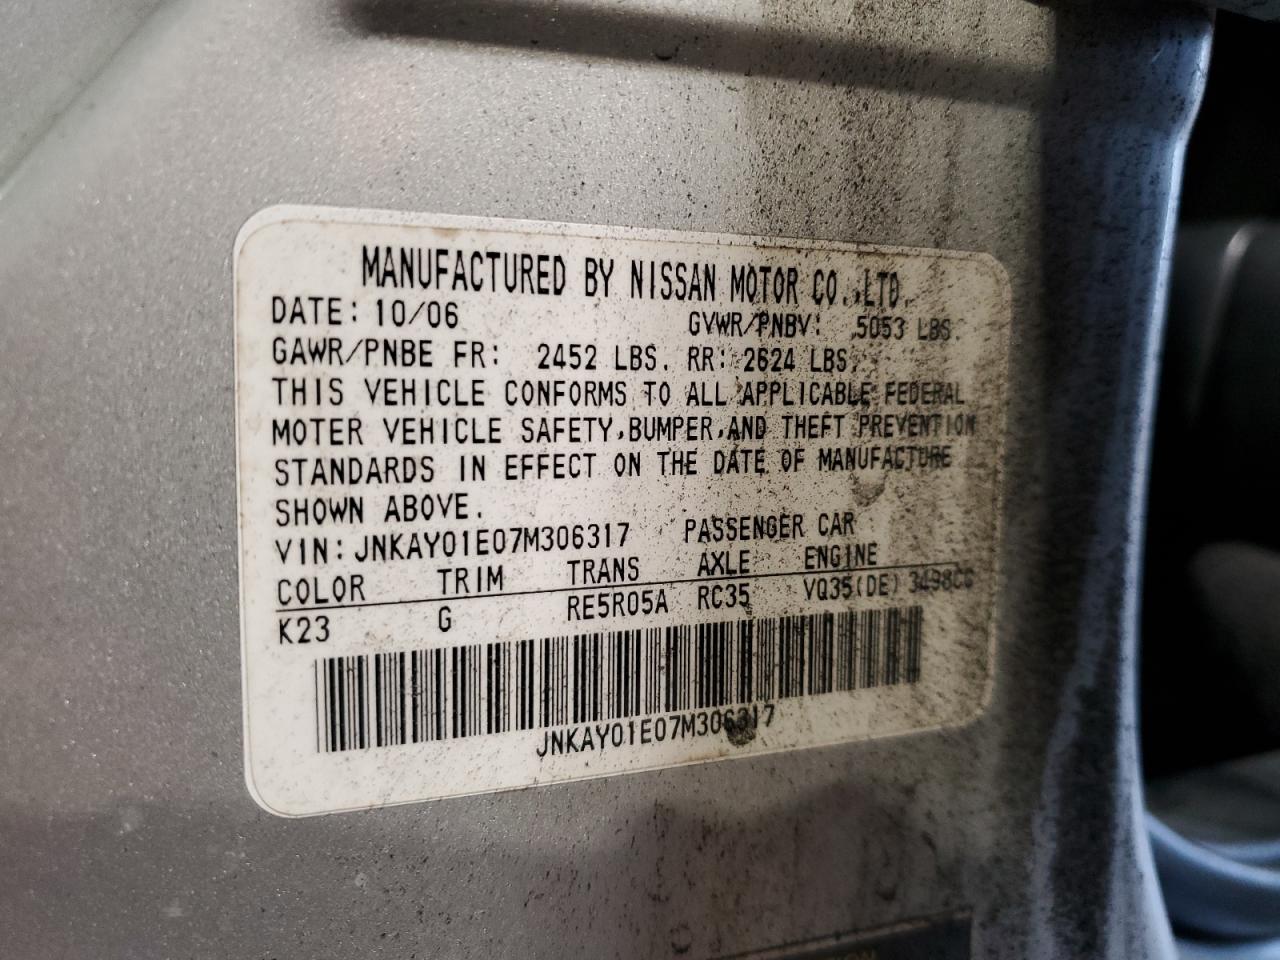 MANUFACTURED BY NISSAN MOTOR CO.,LTD.
DATE: 10/06 GVWR/PNBV: 5053 LBS.
GAWR/PNBE FR: 2452 LBS. RR: 2624 LBS.
THIS VEHICLE CONFORMS TO ALL APPLICABLE FEDERAL
MOTER VEHICLE SAFETY,BUMPER,AND THEFT PREVENTION
STANDARDS IN EFFECT ON THE DATE OF MANUFACTURE
SHOWN ABOVE.
VIN: JNKAY01E07M306317 PASSENGER CAR
COLOR TRIM TRANS AXLE ENGINE
K23 G RE5R05A RC35 VQ35(DE) 3498CC
JNKAY01E07M306317